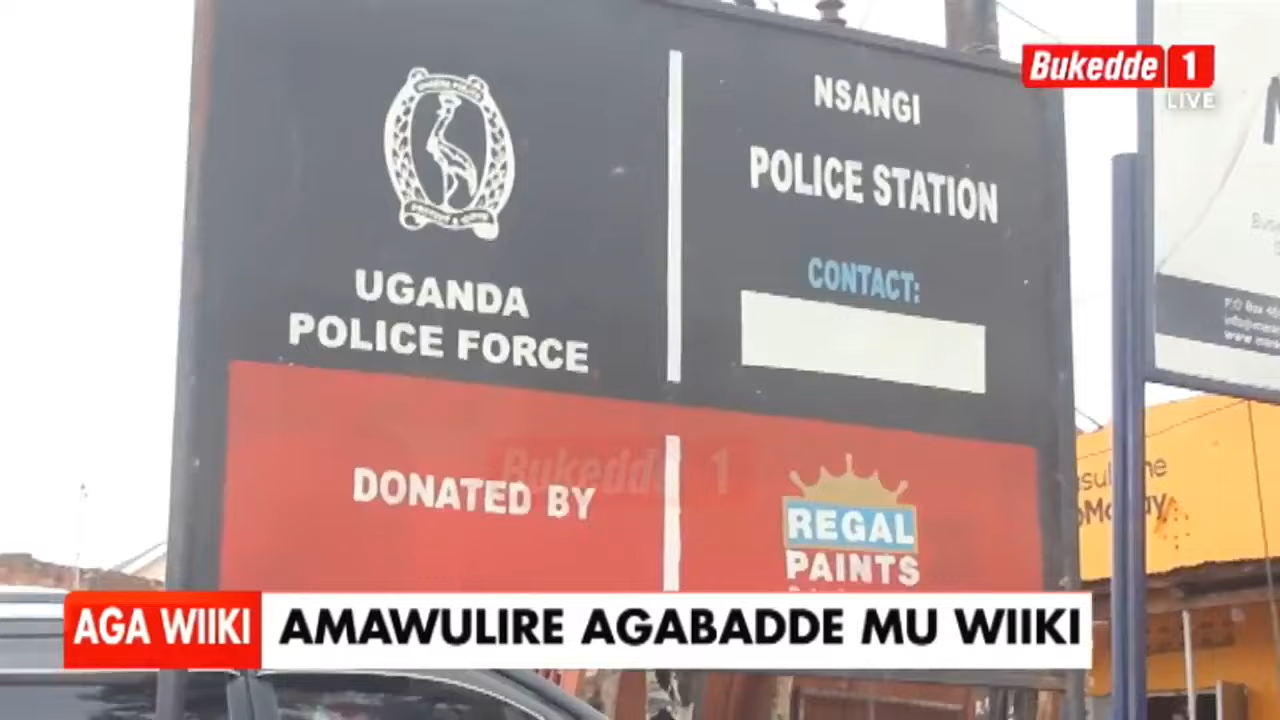 Bukedde 1
LIVE
NSANGI
POLICE STATION
CONTACT:
UGANDA
POLICE FORCE
DONATED BY
Bukedde 1
REGAL
PAINTS
P.O Box
AGA WIIKI
AMAWULIRE AGABADDE MU WIIKI